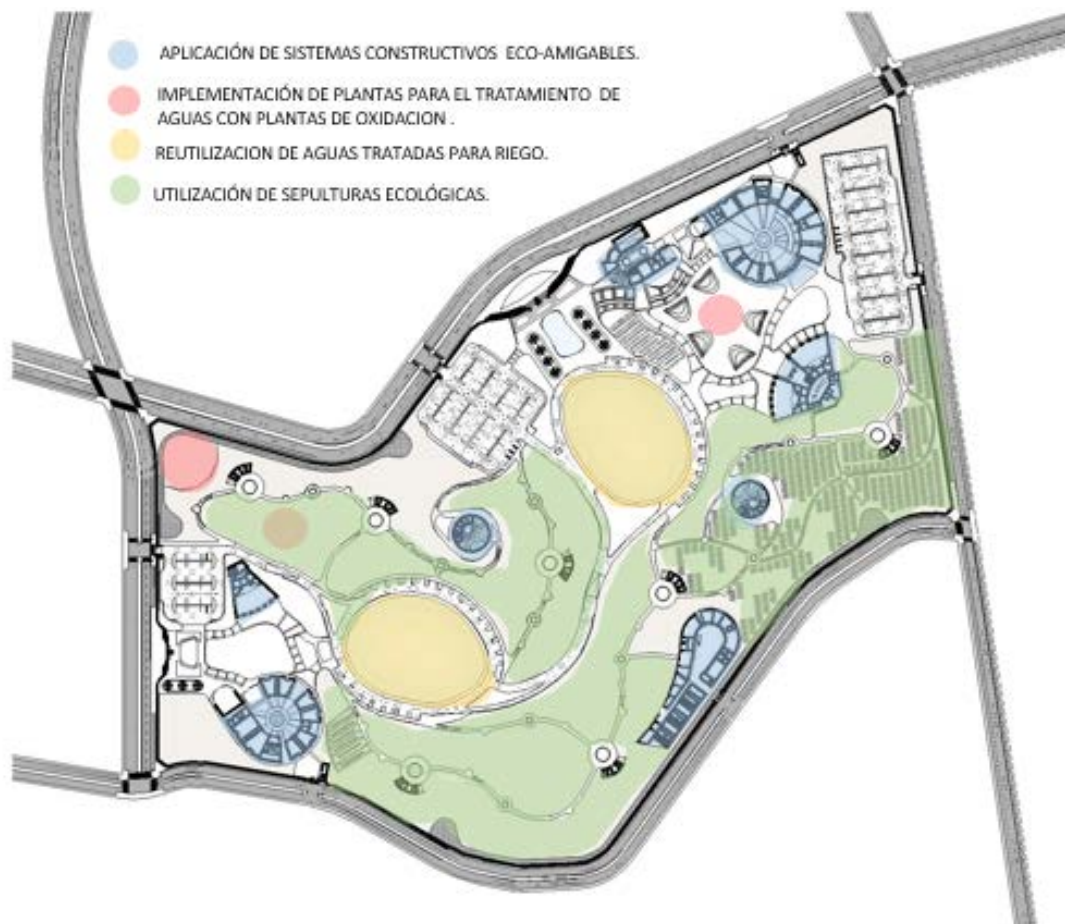 APLICACIÓN DE SISTEMAS CONSTRUCTIVOS ECO-AMIGABLES.
IMPLEMENTACIÓN DE PLANTAS PARA EL TRATAMIENTO DE
AGUAS CON PLANTAS DE OXIDACION .
REUTILIZACION DE AGUAS TRATADAS PARA RIEGO.
UTILIZACIÓN DE SEPULTURAS ECOLÓGICAS.